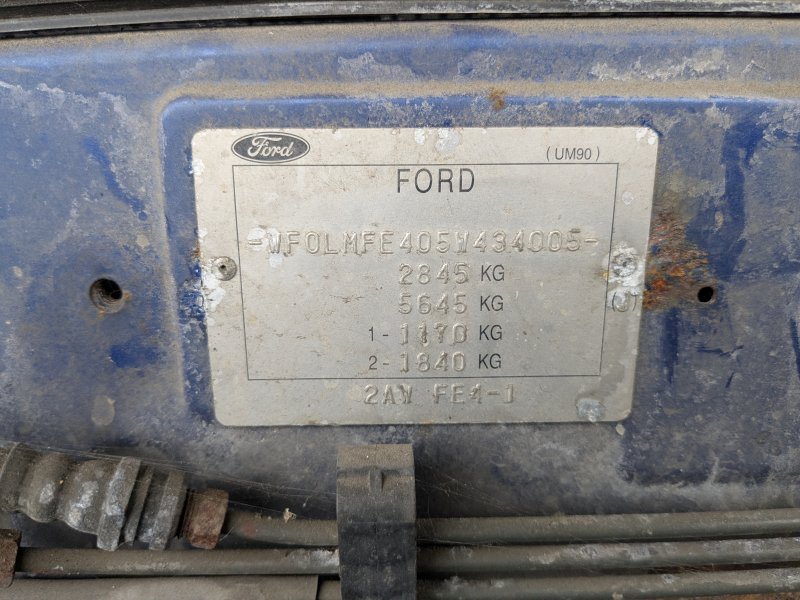 Ford
( UM90 )
FORD
-WF0LMFE405W434005-
2845 KG
5645 KG
1 - 1170 KG
2 - 1840 KG
2AW FE4-1